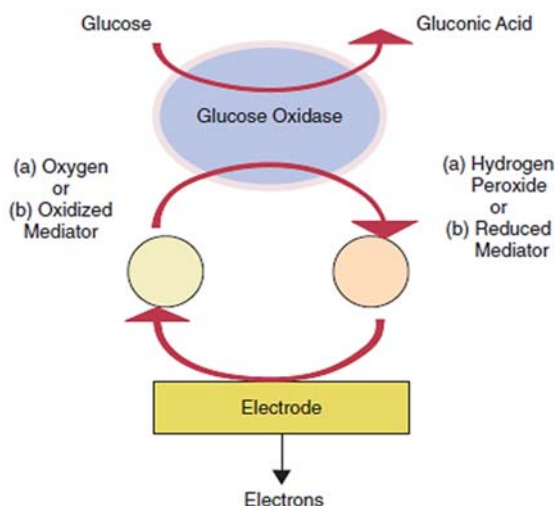 Glucose
Gluconic Acid
Glucose Oxidase
(a) Oxygen
or
(b) Oxidized
Mediator
(a) Hydrogen
Peroxide
or
(b) Reduced
Mediator
Electrode
Electrons